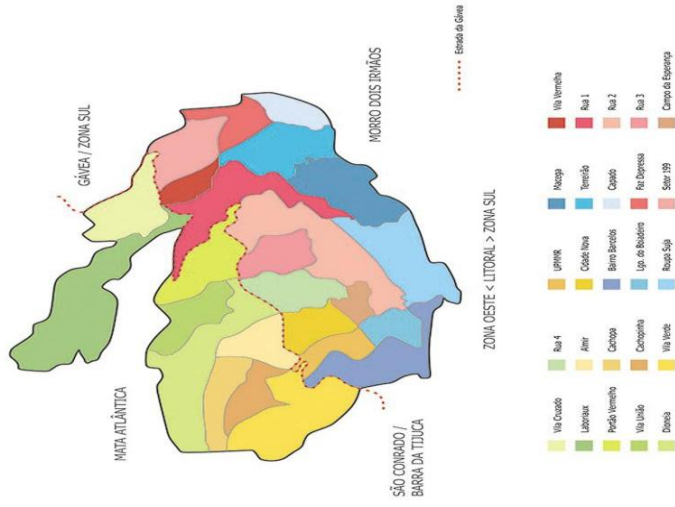 GÁVEA / ZONA SUL
MATA ATLÂNTICA
MORRO DOIS IRMÃOS
SÃO CONRADO /
BARRA DA TIJUCA
ZONA OESTE < LITORAL > ZONA SUL
Estrada da Gávea
Vila Cruzado
Laboriaux
Portão Vermelho
Vila União
Dioneia
Rua 4
Almir
Cachopa
Cachopinha
Vila Verde
UPMMR
Cidade Nova
Bairro Barcelos
Lgo. do Boiadeiro
Roupa Suja
Macega
Terreirão
Capado
Faz Depressa
Setor 199
Vila Vermelha
Rua 1
Rua 2
Rua 3
Campo da Esperança